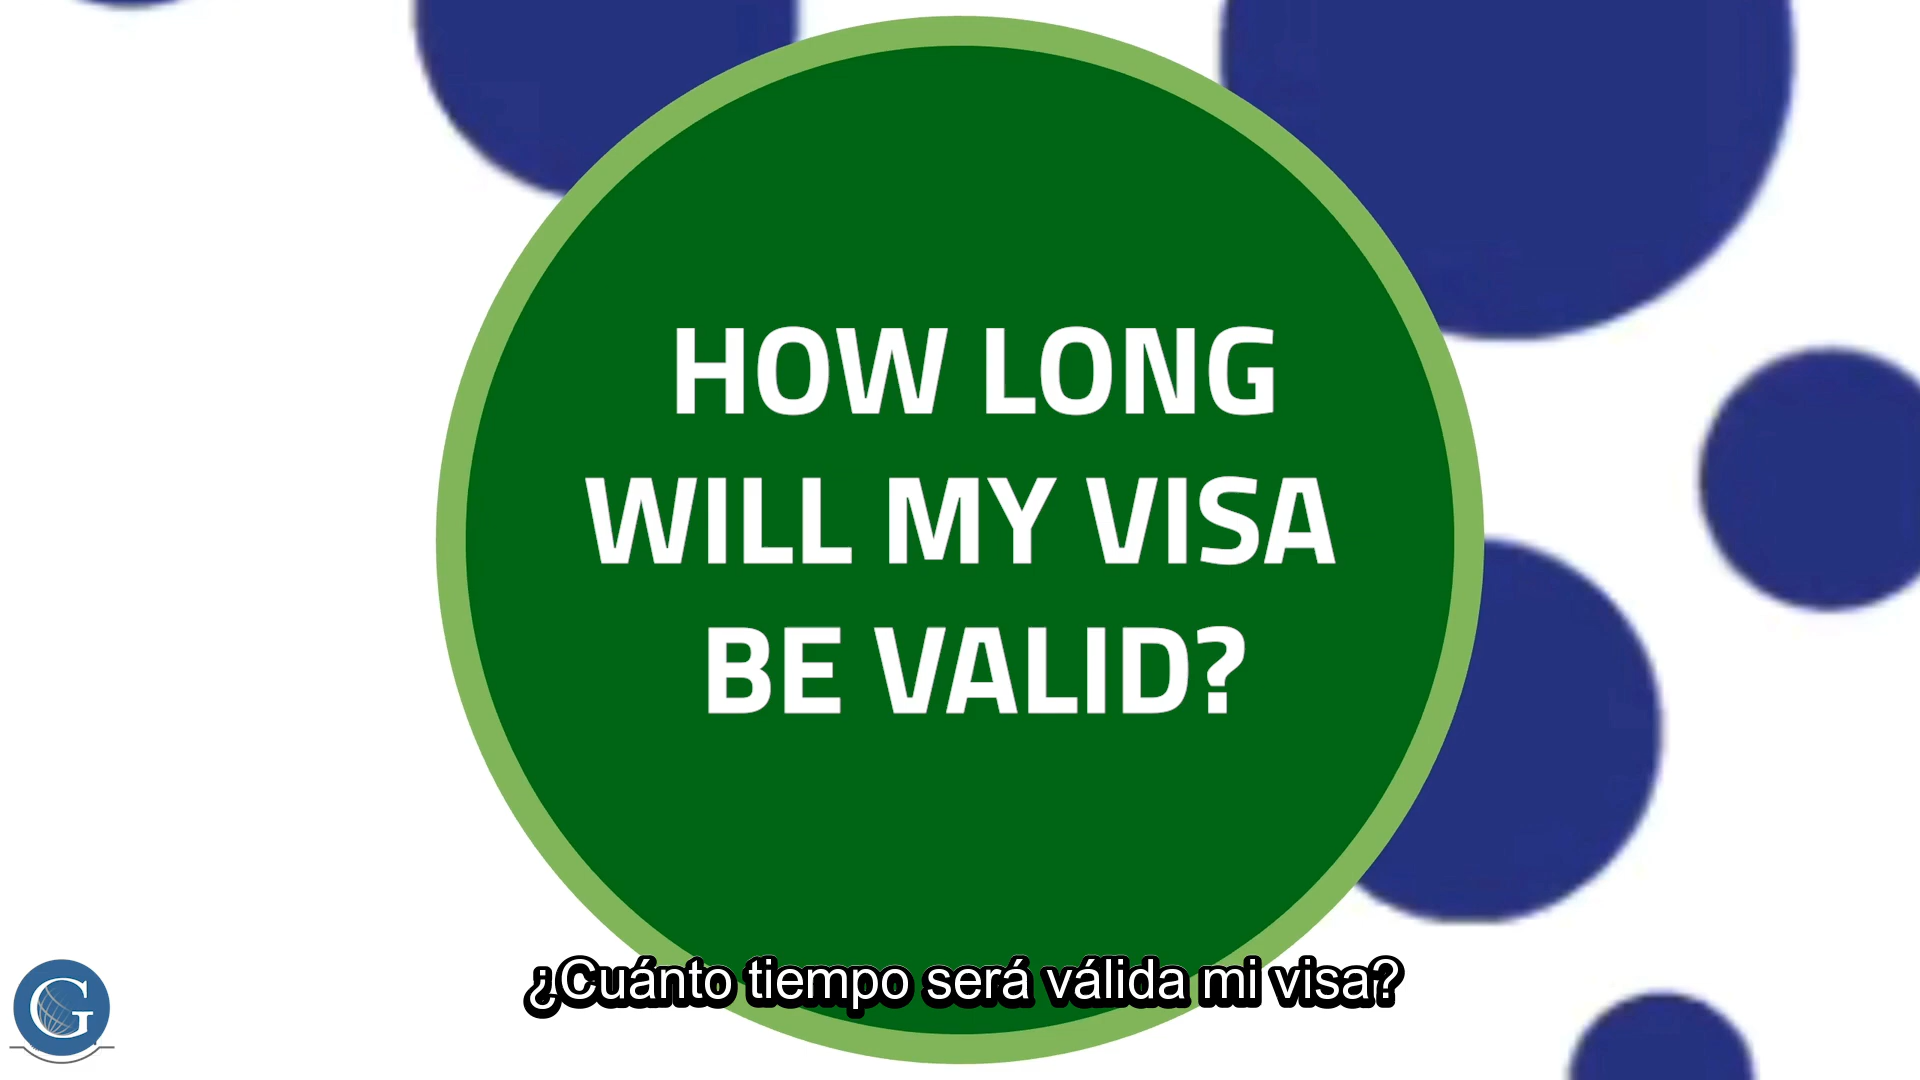 HOW LONG
WILL MY VISA
BE VALID?
¿Cuánto tiempo será válida mi visa?
G